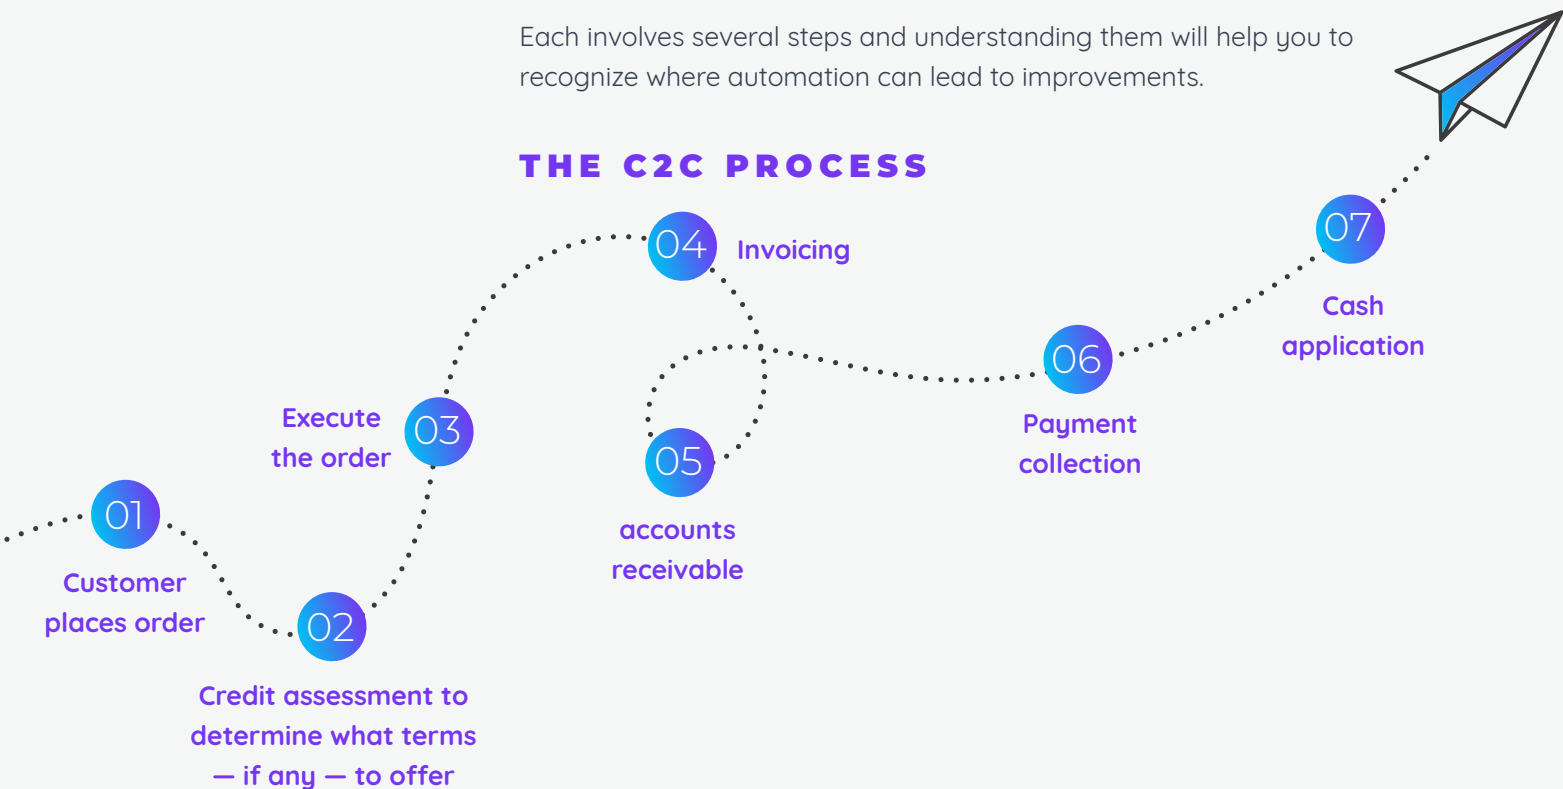 Each involves several steps and understanding them will help you to
recognize where automation can lead to improvements.
THE C2C PROCESS
01
Customer
places order
02
Credit assessment to
determine what terms
— if any — to offer
03
Execute
the order
04
Invoicing
05
accounts
receivable
06
Payment
collection
07
Cash
application